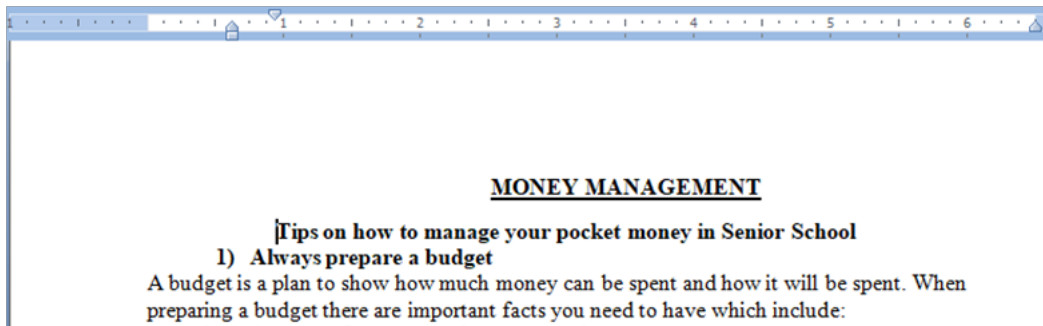 1 1 2 3 4 5 6
MONEY MANAGEMENT
Tips on how to manage your pocket money in Senior School
1) Always prepare a budget
A budget is a plan to show how much money can be spent and how it will be spent. When
preparing a budget there are important facts you need to have which include: